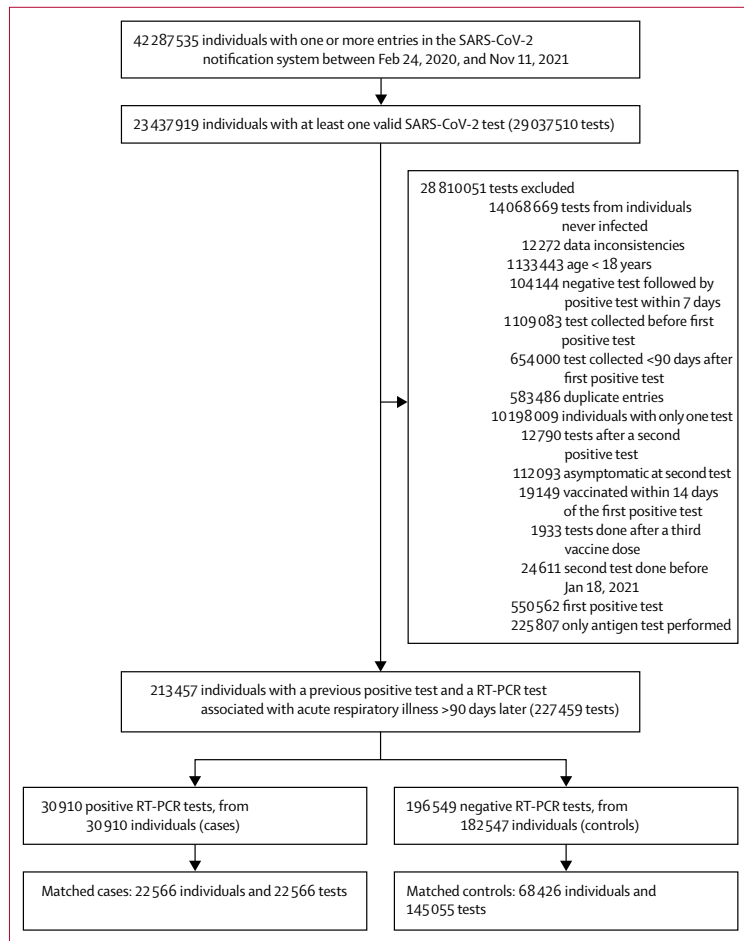 42 287 535 individuals with one or more entries in the SARS-CoV-2
notification system between Feb 24, 2020, and Nov 11, 2021
23 437 919 individuals with at least one valid SARS-CoV-2 test (29 037 510 tests)
28 810 051 tests excluded
14 068 669 tests from individuals
never infected
12 272 data inconsistencies
1 133 443 age < 18 years
104 144 negative test followed by
positive test within 7 days
1 109 083 test collected before first
positive test
654 000 test collected <90 days after
first positive test
583 486 duplicate entries
10 198 009 individuals with only one test
12 790 tests after a second
positive test
112 093 asymptomatic at second test
19 149 vaccinated within 14 days
of the first positive test
1933 tests done after a third
vaccine dose
24 611 second test done before
Jan 18, 2021
550 562 first positive test
225 807 only antigen test performed
213 457 individuals with a previous positive test and a RT-PCR test
associated with acute respiratory illness >90 days later (227 459 tests)
30 910 positive RT-PCR tests, from
30 910 individuals (cases)
196 549 negative RT-PCR tests, from
182 547 individuals (controls)
Matched cases: 22 566 individuals and 22 566 tests
Matched controls: 68 426 individuals and
145 055 tests